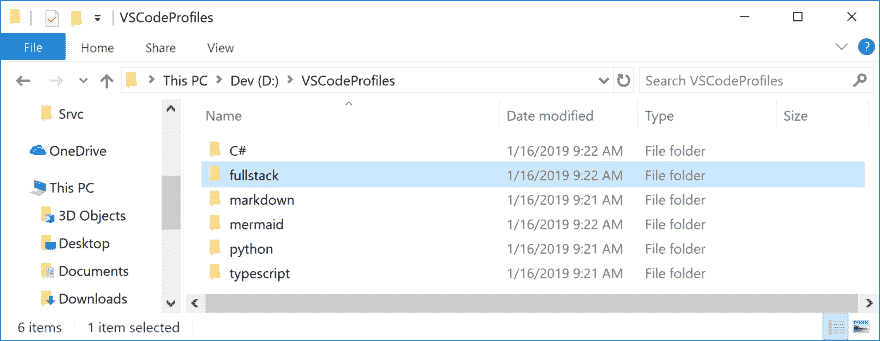 VSCodeProfiles
File Home Share View
This PC Dev (D:) VSCodeProfiles Search VSCodeProfiles
Srvc
OneDrive
This PC
3D Objects
Desktop
Documents
Downloads
Name Date modified Type Size
C# 1/16/2019 9:22 AM File folder
fullstack 1/16/2019 9:22 AM File folder
markdown 1/16/2019 9:21 AM File folder
mermaid 1/16/2019 9:22 AM File folder
python 1/16/2019 9:21 AM File folder
typescript 1/16/2019 9:21 AM File folder
6 items 1 item selected